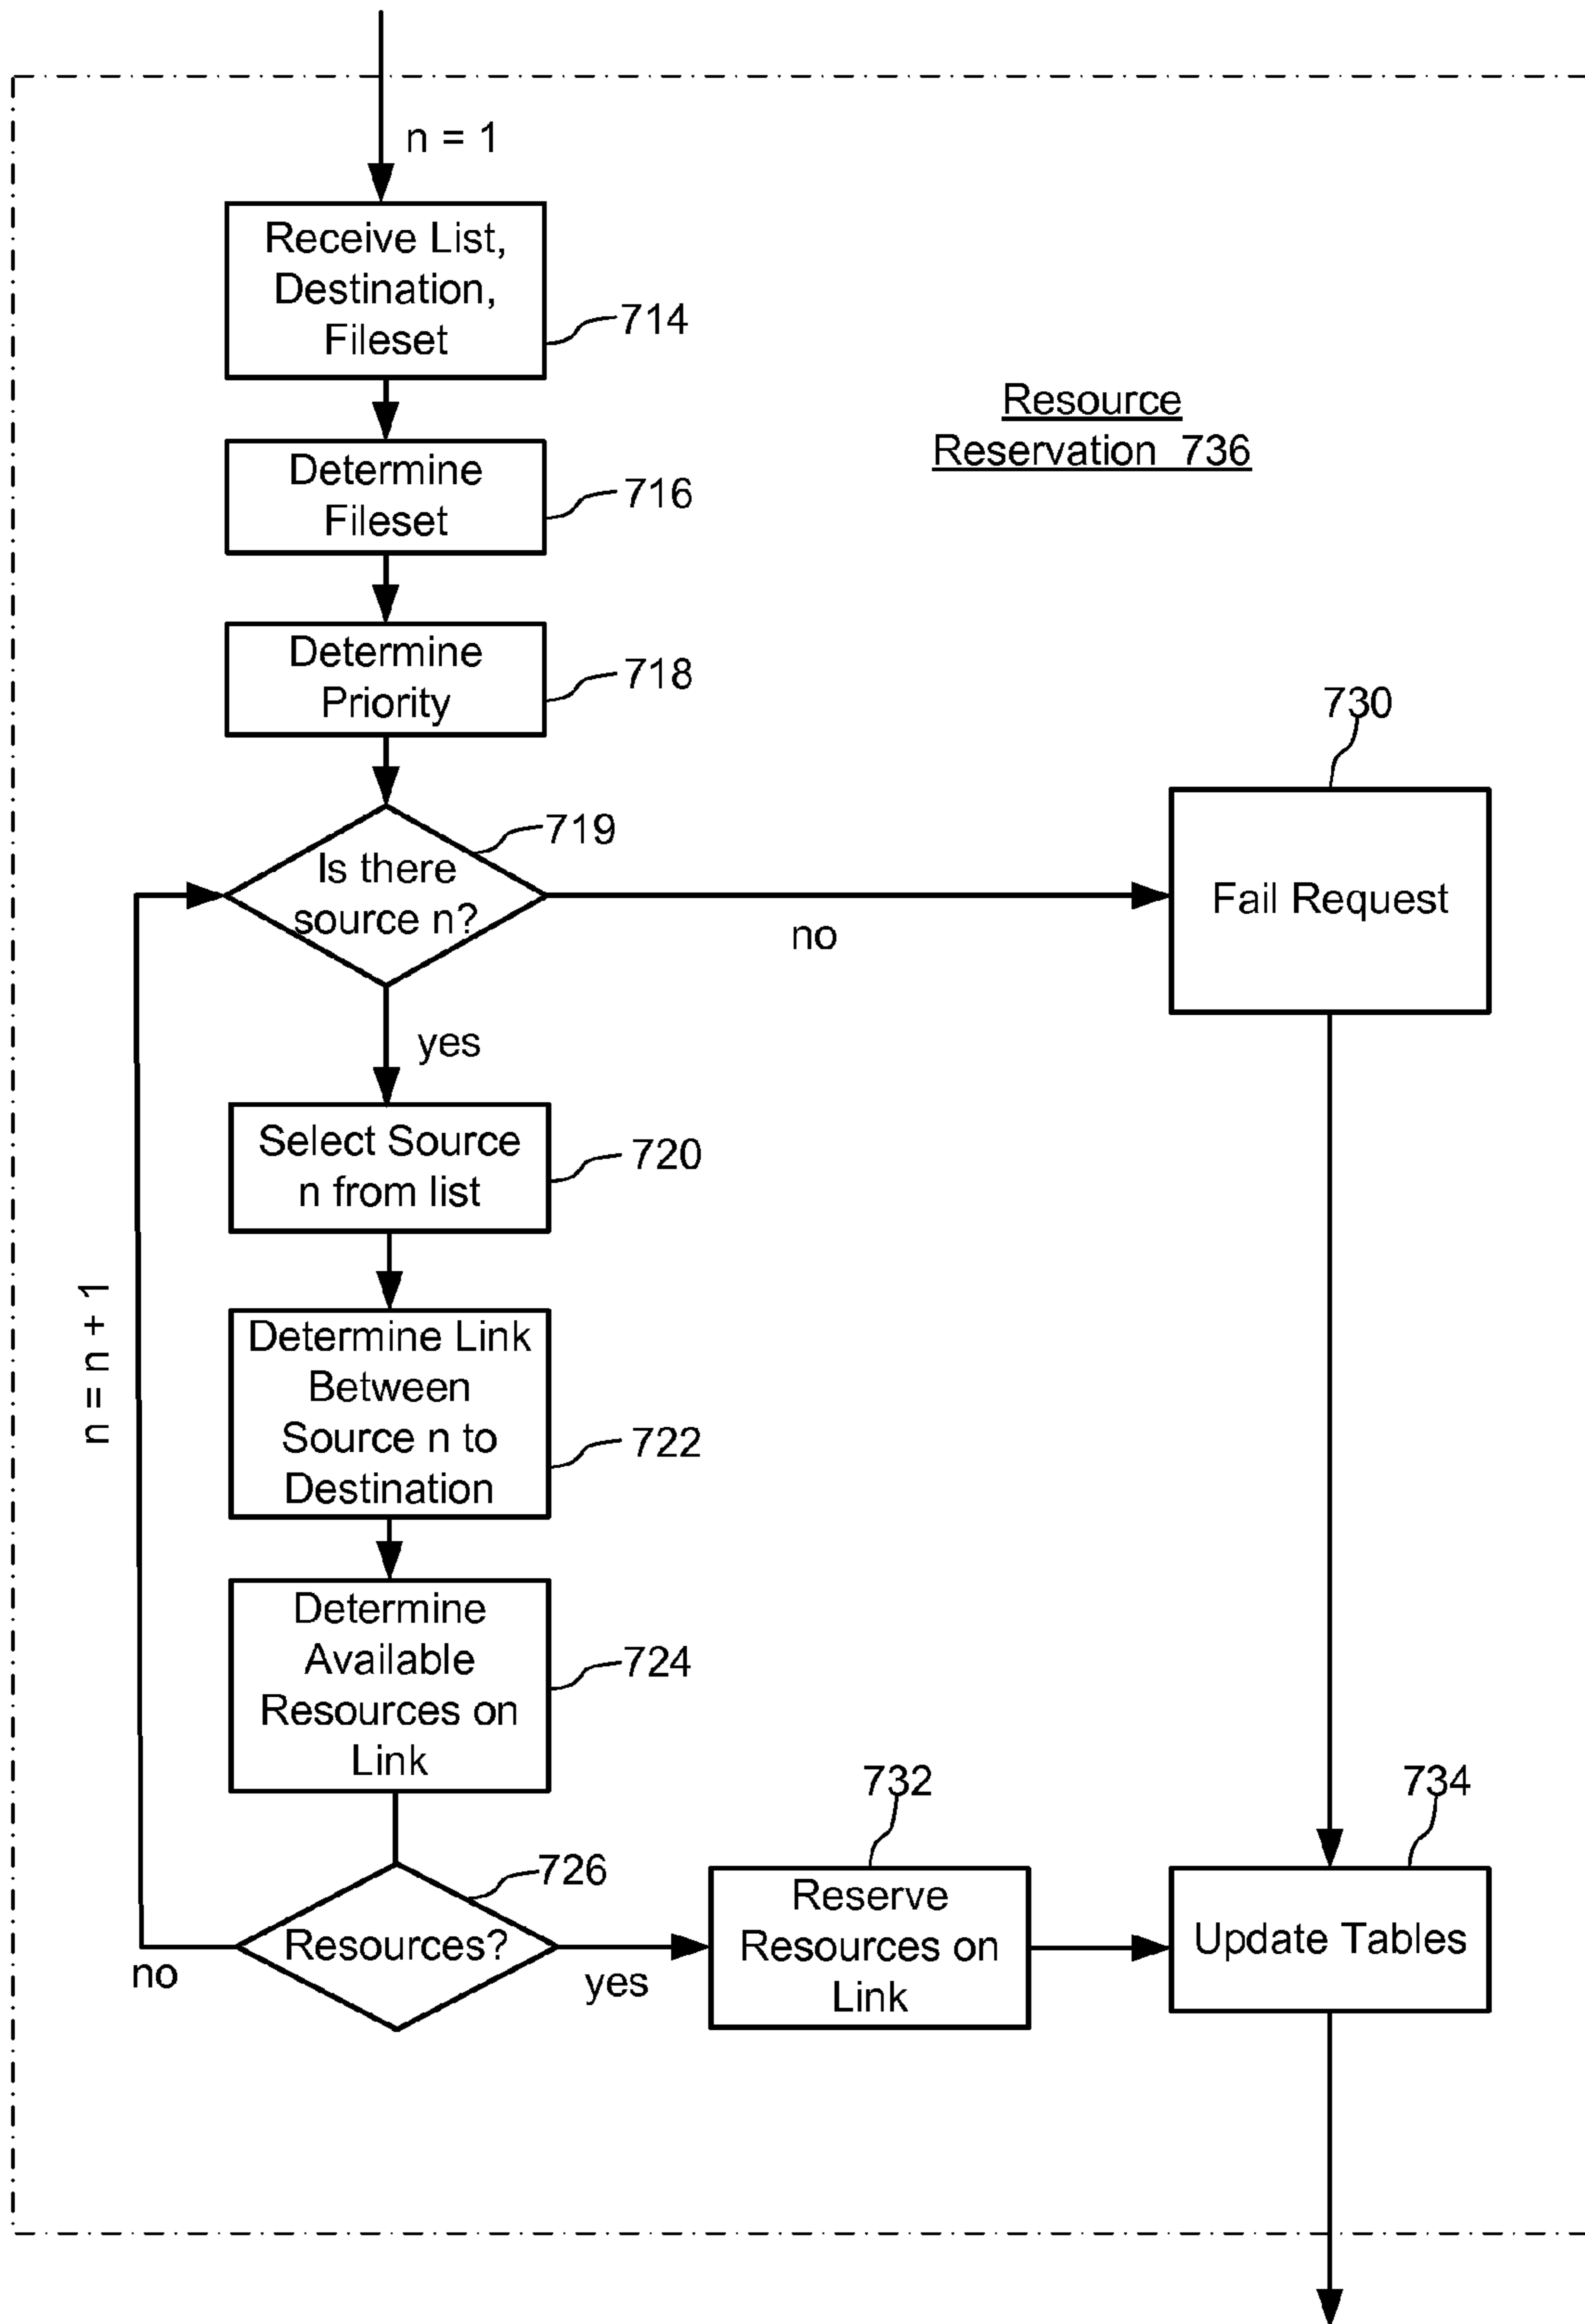 n = 1
Receive List,
Destination,
Fileset
714
Resource
Reservation 736
Determine
Fileset
716
Determine
Priority
718
730
719
Is there
source n?
no
Fail Request
yes
Select Source
n from list
720
n = n + 1
Determine Link
Between
Source n to
Destination
722
Determine
Available
Resources on
Link
724
732
734
726
Resources?
no
yes
Reserve
Resources on
Link
Update Tables